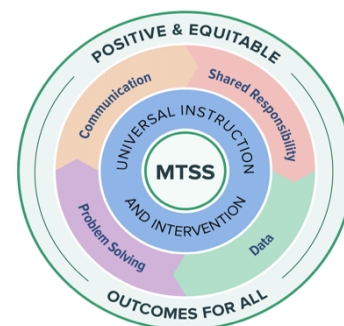 POSITIVE & EQUITABLE
Communication
Shared Responsibility
UNIVERSAL INSTRUCTION
MTSS
AND INTERVENTION
Problem Solving
Data
OUTCOMES FOR ALL